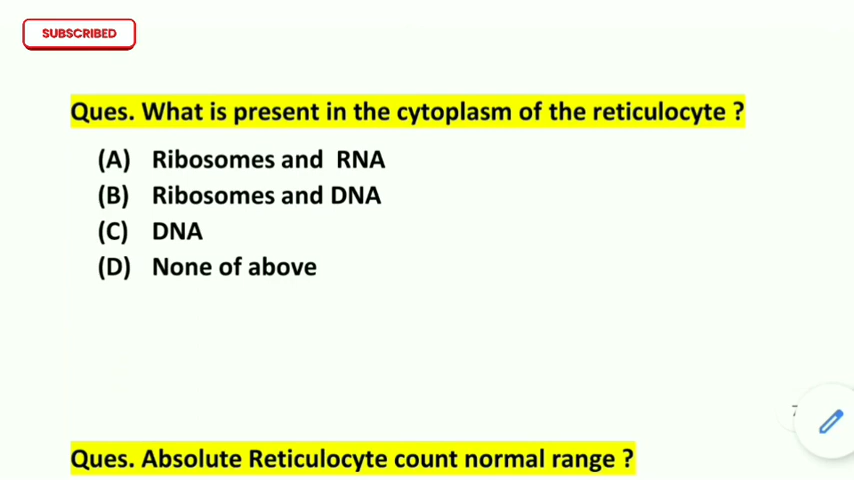 SUBSCRIBED
Ques. What is present in the cytoplasm of the reticulocyte ?
(A) Ribosomes and RNA
(B) Ribosomes and DNA
(C) DNA
(D) None of above
Ques. Absolute Reticulocyte count normal range ?